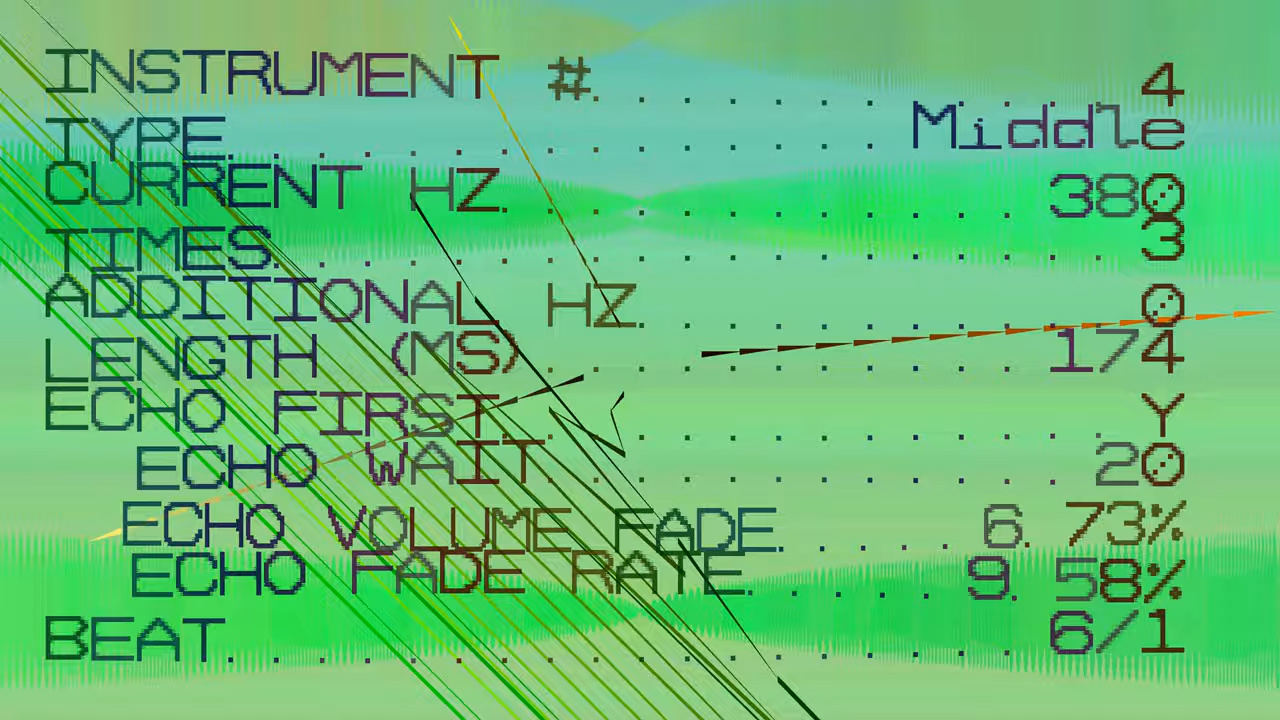 INSTRUMENT #. . . . . . . . . . . . 4
TYPE. . . . . . . . . . . . . . . Middle
CURRENT HZ. . . . . . . . . . . . 380
TIMES. . . . . . . . . . . . . . . . . . . 3
ADDITIONAL HZ. . . . . . . . . . . 0
LENGTH (MS). . . . . . . . . . . . 174
ECHO FIRST. . . . . . . . . . . . . . Y
ECHO WAIT. . . . . . . . . . . . 20
ECHO VOLUME FADE. . . . . 6.73%
ECHO FADE RATE. . . . . . 9.58%
BEAT. . . . . . . . . . . . . . . . . . 6/1